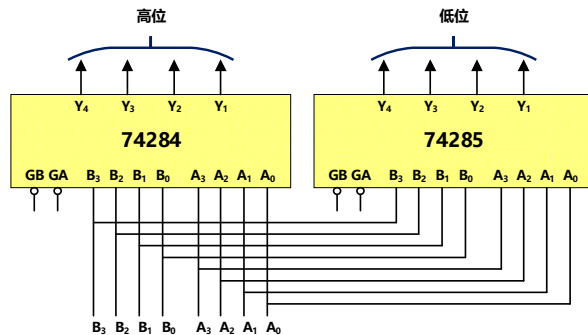 高位 低位
Y₄ Y₃ Y₂ Y₁ Y₄ Y₃ Y₂ Y₁
74284 74285
GB GA B₃ B₂ B₁ B₀ A₃ A₂ A₁ A₀ GB GA B₃ B₂ B₁ B₀ A₃ A₂ A₁ A₀
B₃ B₂ B₁ B₀ A₃ A₂ A₁ A₀